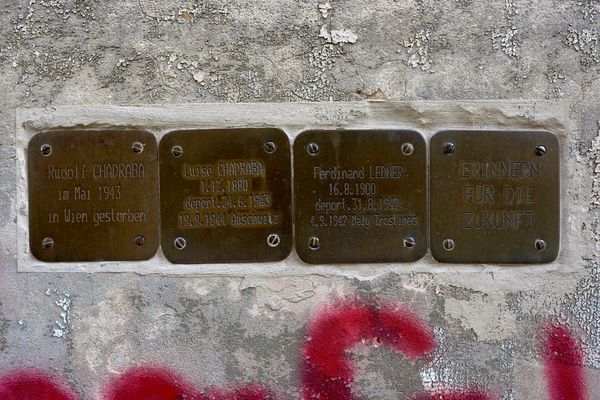 Rudolf CHADRABA
im Mai 1943
in Wien gestorben
Luise CHADRABA
1.12.1880
deport.24.6.1943
19.9.1944 Auschwitz
Ferdinand LEDNER
16.8.1900
deport.31.8.1942
4.9.1942 Maly Trostinec
ERINNERN
FÜR DIE
ZUKUNFT